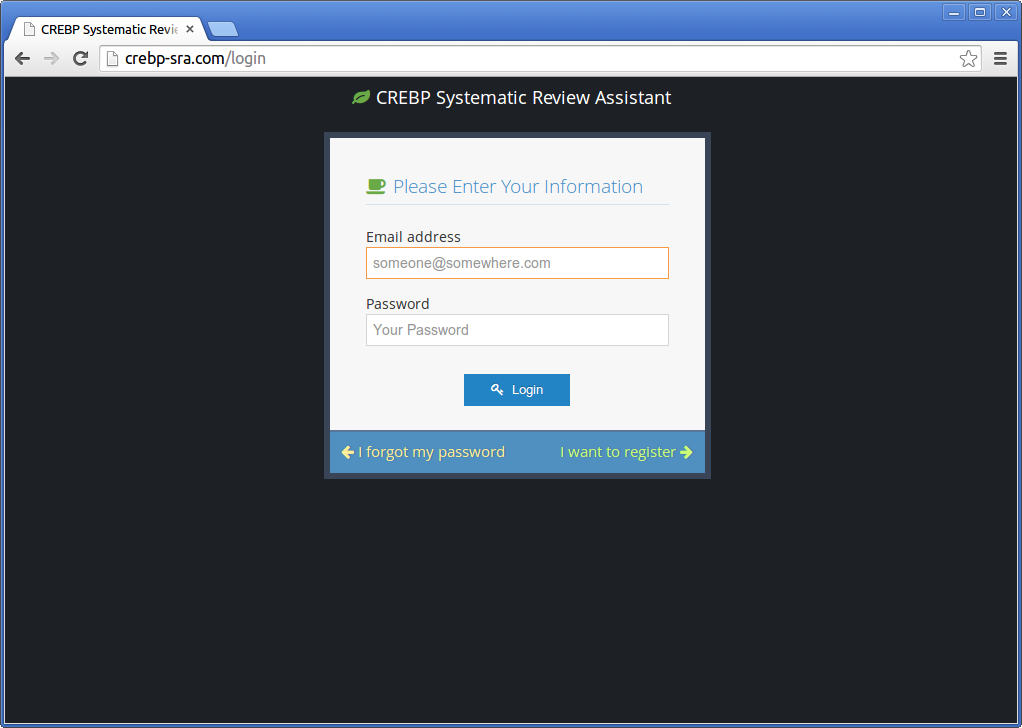 CREBP Systematic Revie
crebp-sra.com/login
CREBP Systematic Review Assistant
Please Enter Your Information
Email address
someone@somewhere.com
Password
Your Password
Login
I forgot my password
I want to register